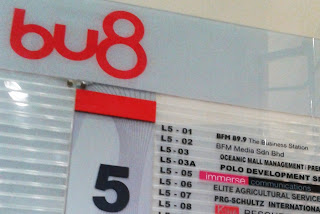 bu8
5
L5 - 01 BFM 89.9 The Business Station
L5 - 02 BFM Media Sdn Bhd
L5 - 03 OCEANIC MALL MANAGEMENT
L5 - 03A POLO DEVELOPMENT
L5 - 05 immerse communications
L5 - 06 ELITE AGRICULTURAL SERVICE
L5 - 07 PRG-SCHULTZ INTERNATIONAL
L5 - 08